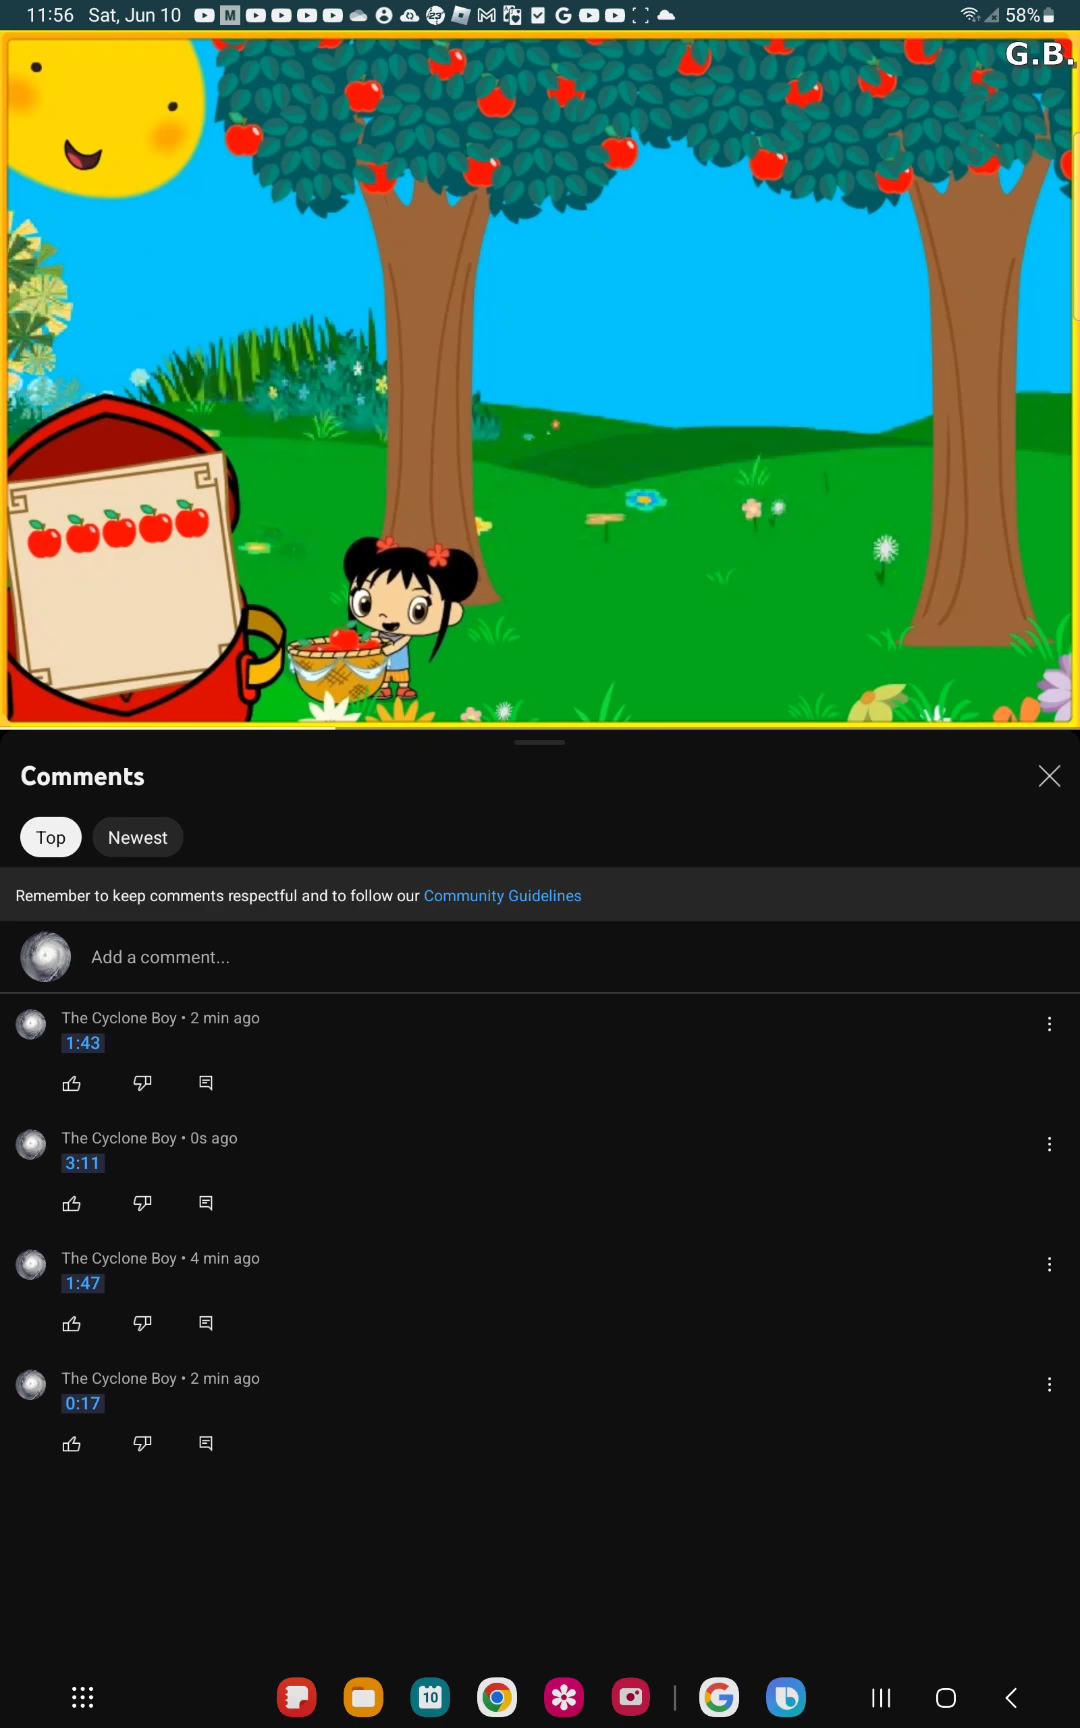 11:56 Sat, Jun 10 M 123 G 58%
G.B.
Comments
Top Newest
Remember to keep comments respectful and to follow our Community Guidelines
Add a comment...
The Cyclone Boy • 2 min ago
1:43
The Cyclone Boy • 0s ago
3:11
The Cyclone Boy • 4 min ago
1:47
The Cyclone Boy • 2 min ago
0:17
10